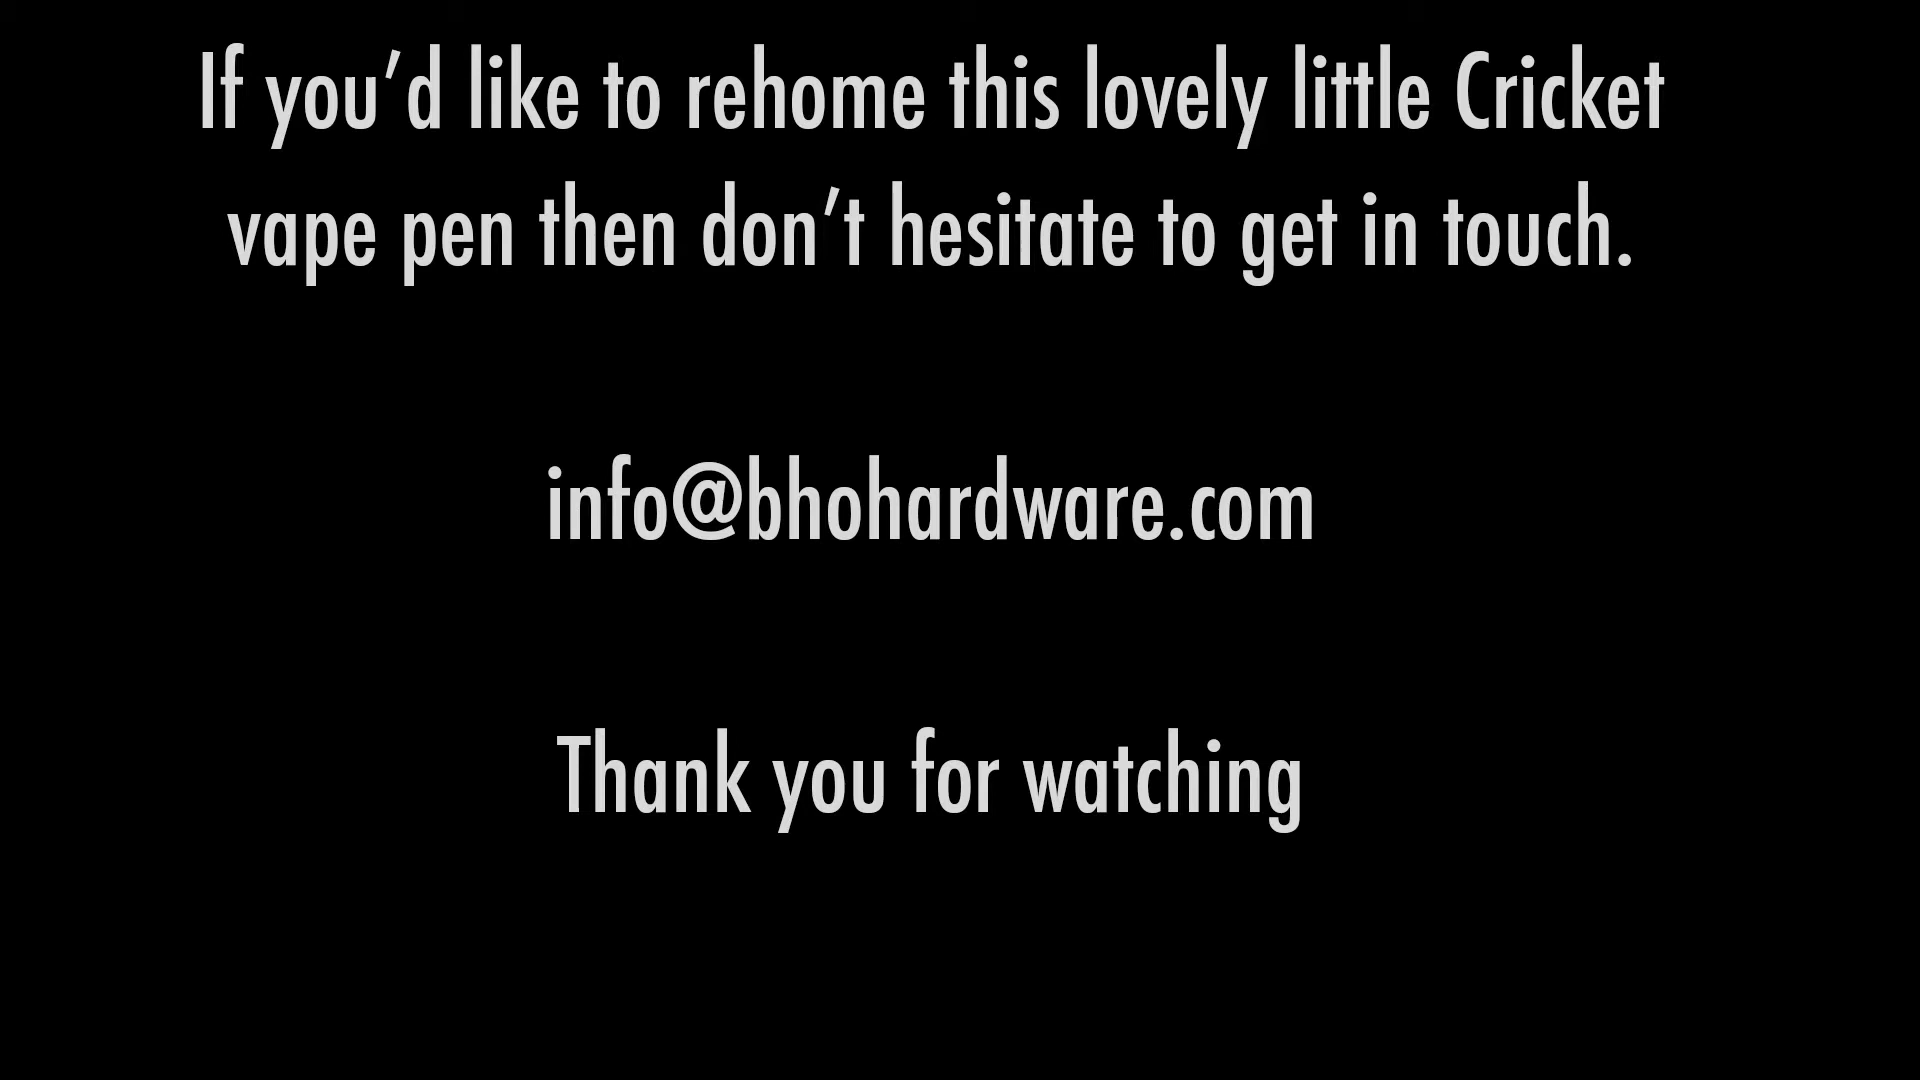 If you’d like to rehome this lovely little Cricket
vape pen then don’t hesitate to get in touch.
info@bhohardware.com
Thank you for watching